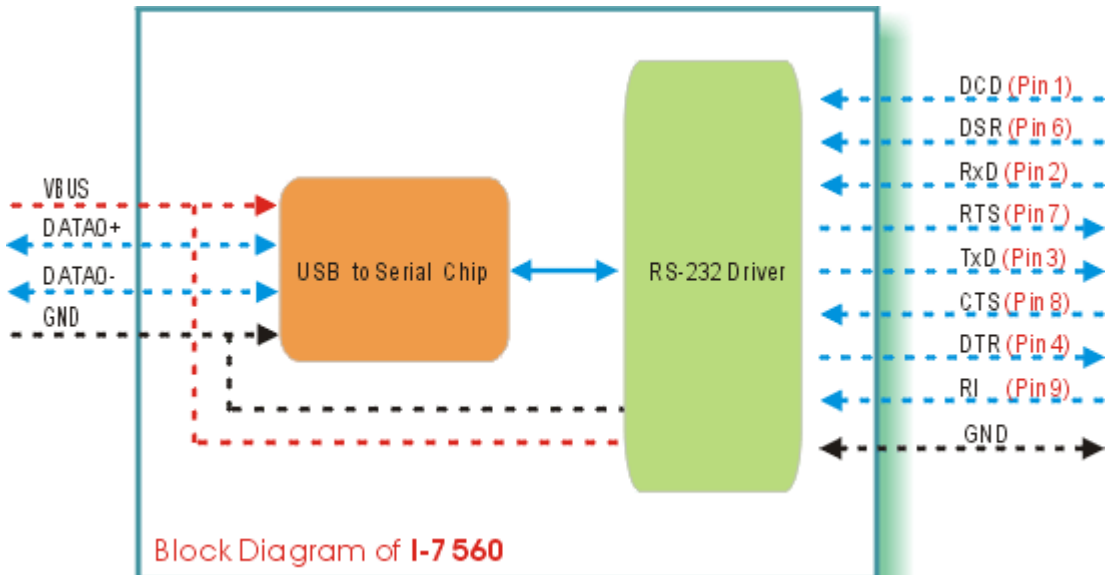 VBUS
DATA0+
DATA0-
GND
USB to Serial Chip
RS-232 Driver
DCD (Pin 1)
DSR (Pin 6)
RxD (Pin 2)
RTS (Pin 7)
TxD (Pin 3)
CTS (Pin 8)
DTR (Pin 4)
RI (Pin 9)
GND
Block Diagram of I-7560